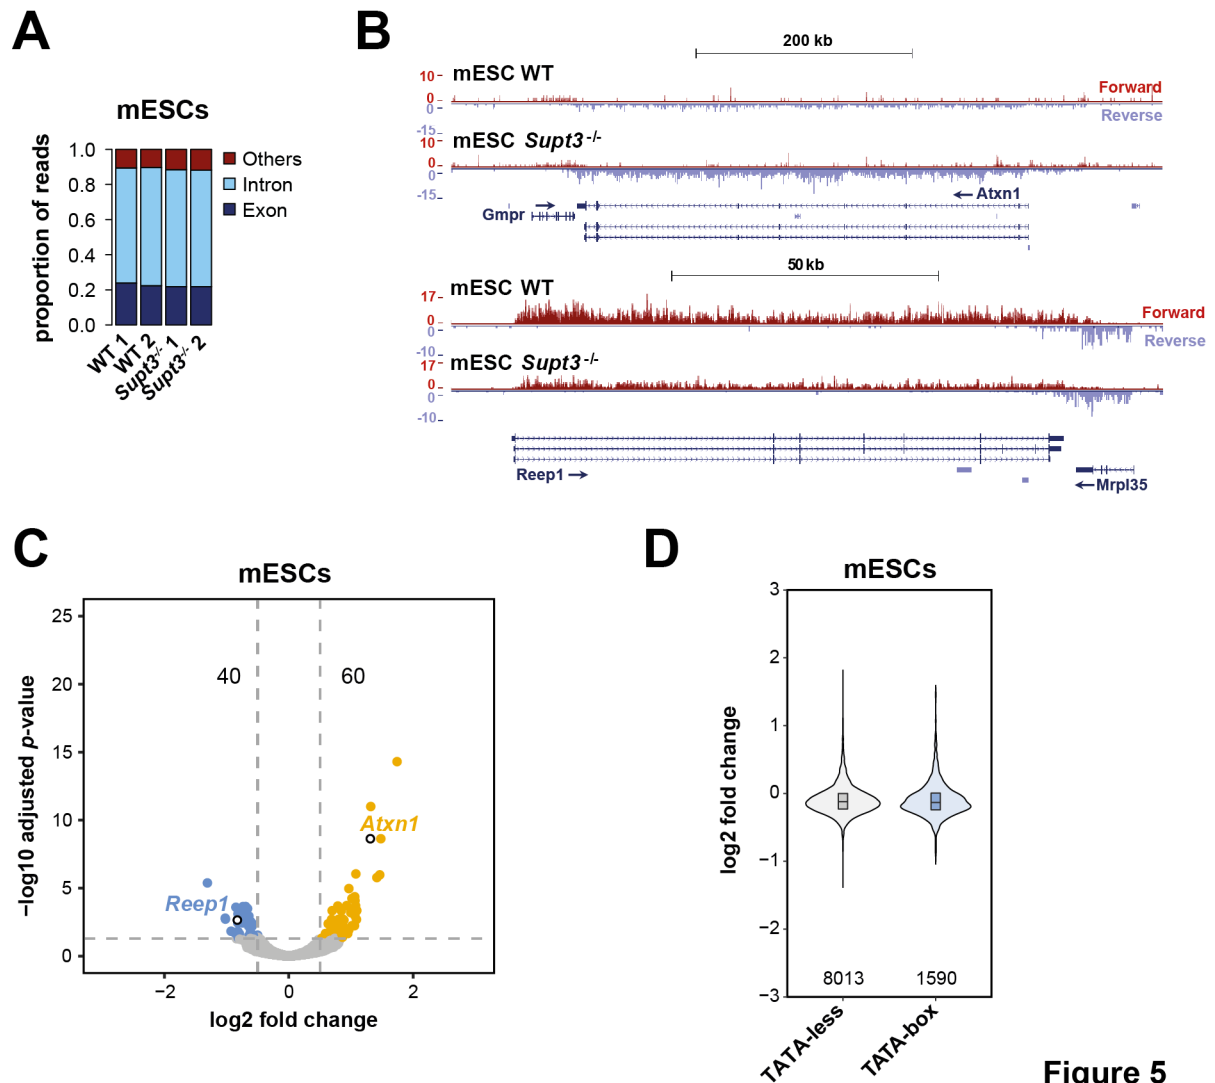 A
mESCs
proportion of reads
1.0
0.8
0.6
0.4
0.2
0.0
WT 1
WT 2
Supt3-/- 1
Supt3-/- 2
Others
Intron
Exon
B
200 kb
mESC WT
10
0
0
-15
Forward
Reverse
mESC Supt3-/-
10
0
0
-15
Atxn1
Gmpr
50 kb
mESC WT
17
0
0
-10
Forward
Reverse
mESC Supt3-/-
17
0
0
-10
Reep1
Mrpl35
C
mESCs
−log10 adjusted p-value
25
20
15
10
5
0
40
60
Atxn1
Reep1
−2
0
2
log2 fold change
D
mESCs
log2 fold change
3
2
1
0
−1
−2
−3
8013
1590
TATA-less
TATA-box
Figure 5